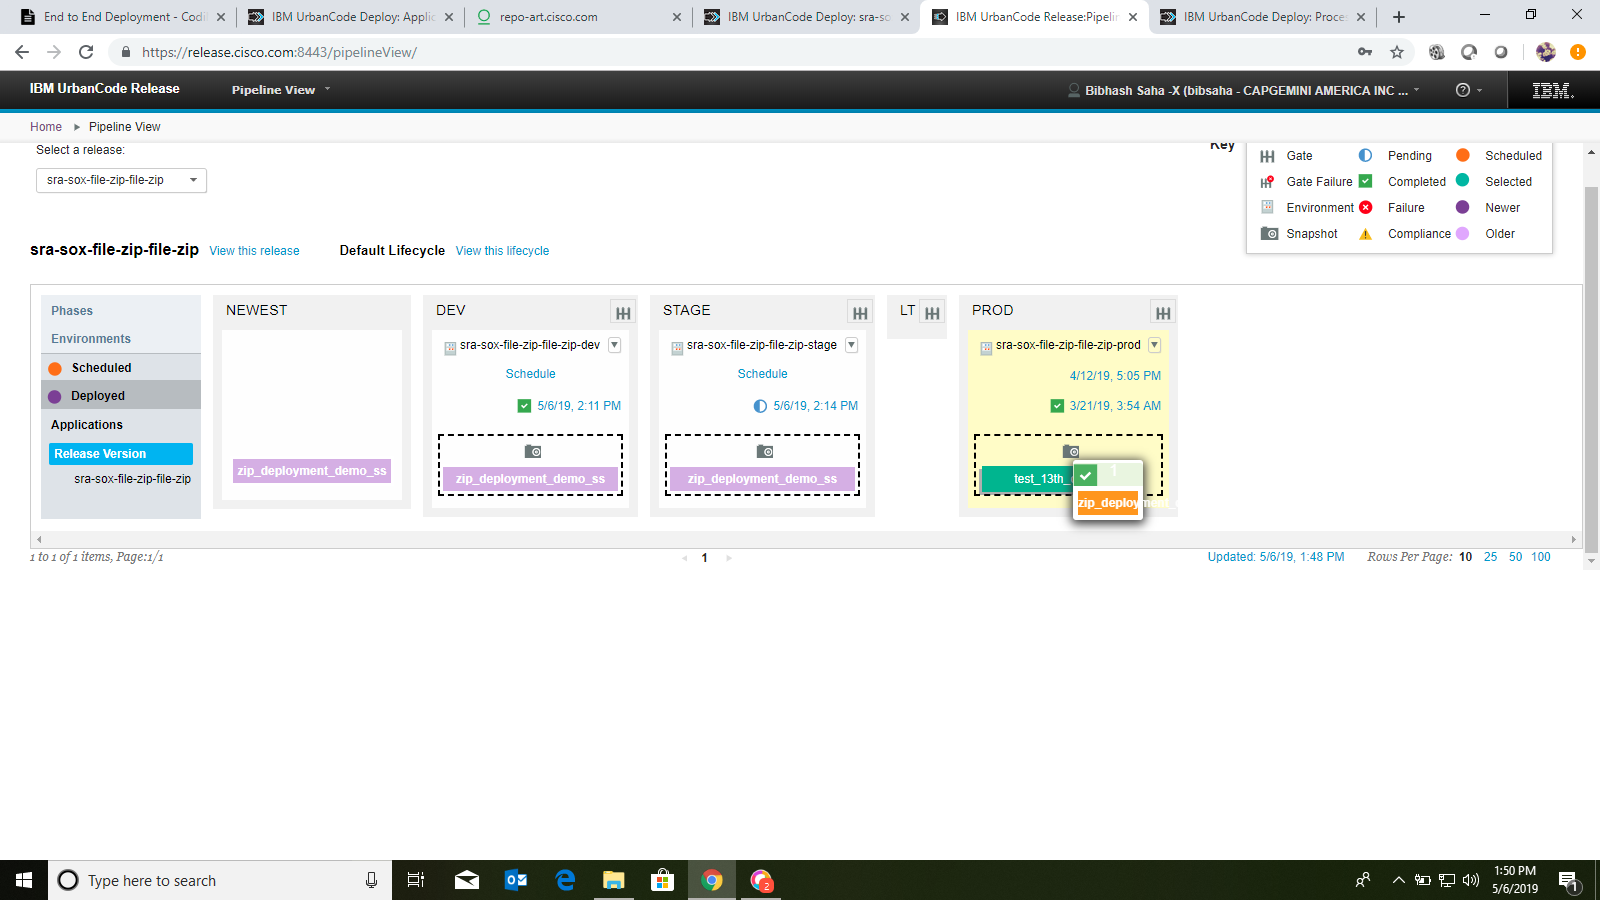 End to End Deployment - Codi
IBM UrbanCode Deploy: Applic
repo-art.cisco.com
IBM UrbanCode Deploy: sra-so
IBM UrbanCode Release:Pipelin
IBM UrbanCode Deploy: Proces
https://release.cisco.com:8443/pipelineView/
IBM UrbanCode Release
Pipeline View
Bibhash Saha -X (bibsaha - CAPGEMINI AMERICA INC ...
IBM.
Home
Pipeline View
Select a release:
sra-sox-file-zip-file-zip
Key
Gate
Pending
Scheduled
Gate Failure
Completed
Selected
Environment
Failure
Newer
Snapshot
Compliance
Older
sra-sox-file-zip-file-zip
View this release
Default Lifecycle
View this lifecycle
Phases
Environments
Scheduled
Deployed
Applications
Release Version
sra-sox-file-zip-file-zip
NEWEST
zip_deployment_demo_ss
DEV
sra-sox-file-zip-file-zip-dev
Schedule
5/6/19, 2:11 PM
zip_deployment_demo_ss
STAGE
sra-sox-file-zip-file-zip-stage
Schedule
5/6/19, 2:14 PM
zip_deployment_demo_ss
LT
PROD
sra-sox-file-zip-file-zip-prod
4/12/19, 5:05 PM
3/21/19, 3:54 AM
test_13th_
1
zip_deployment_
1 to 1 of 1 items, Page:1/1
1
Updated: 5/6/19, 1:48 PM
Rows Per Page: 10 25 50 100
Type here to search
2
1:50 PM
5/6/2019
1